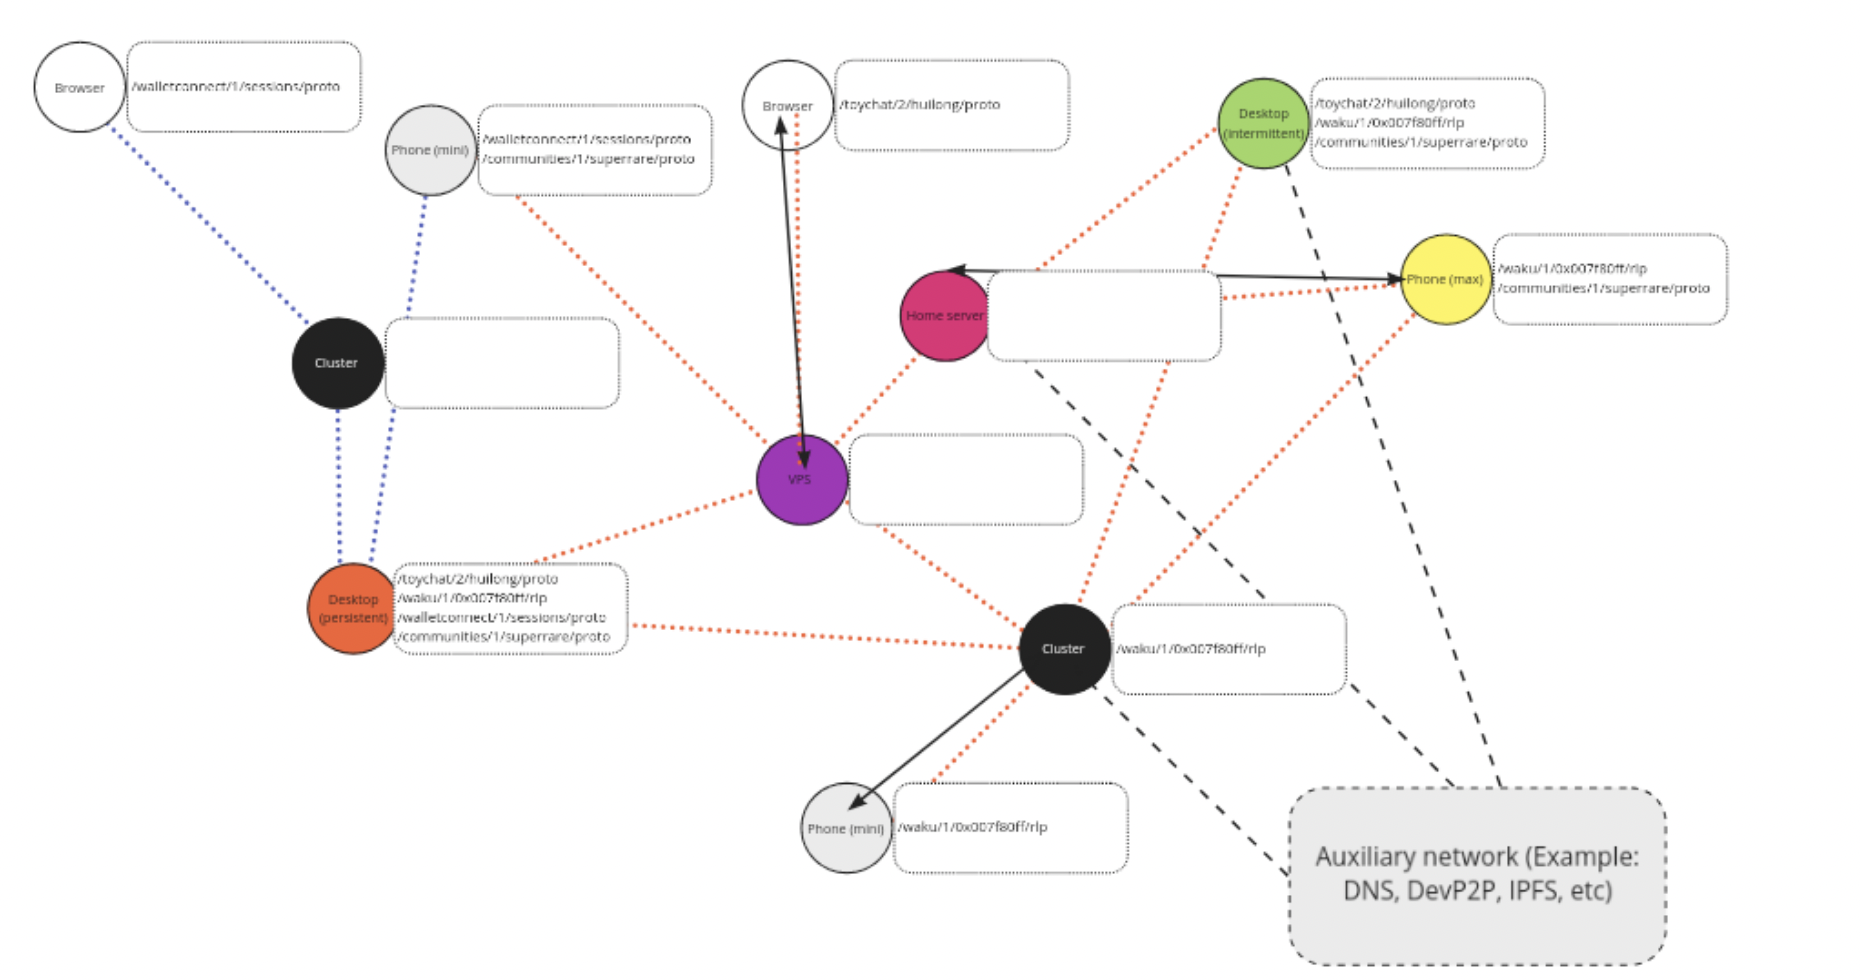 Browser
/walletconnect/1/sessions/proto
Phone (mini)
/walletconnect/1/sessions/proto
/communities/1/superrare/proto
Browser
/toychat/2/huilong/proto
Desktop
(intermittent)
/toychat/2/huilong/proto
/waku/1/0x007f80ff/rlp
/communities/1/superrare/proto
Phone (max)
/waku/1/0x007f80ff/rlp
/communities/1/superrare/proto
Home server
Cluster
VPS
Desktop
(persistent)
/toychat/2/huilong/proto
/waku/1/0x007f80ff/rlp
/walletconnect/1/sessions/proto
/communities/1/superrare/proto
Cluster
/waku/1/0x007f80ff/rlp
Phone (mini)
/waku/1/0x007f80ff/rlp
Auxiliary network (Example:
DNS, DevP2P, IPFS, etc)